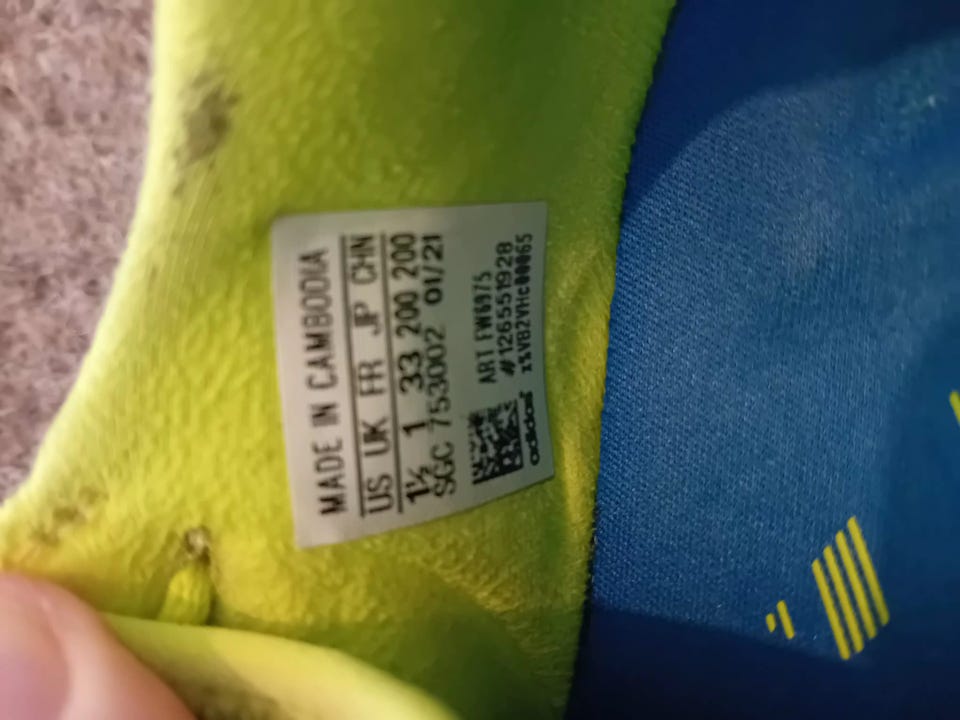 MADE IN CAMBODIA
US UK FR JP CHN
1½ 1 33 200 200
SGC 753002 01/21
ART FW6975
#1265551928
adidas